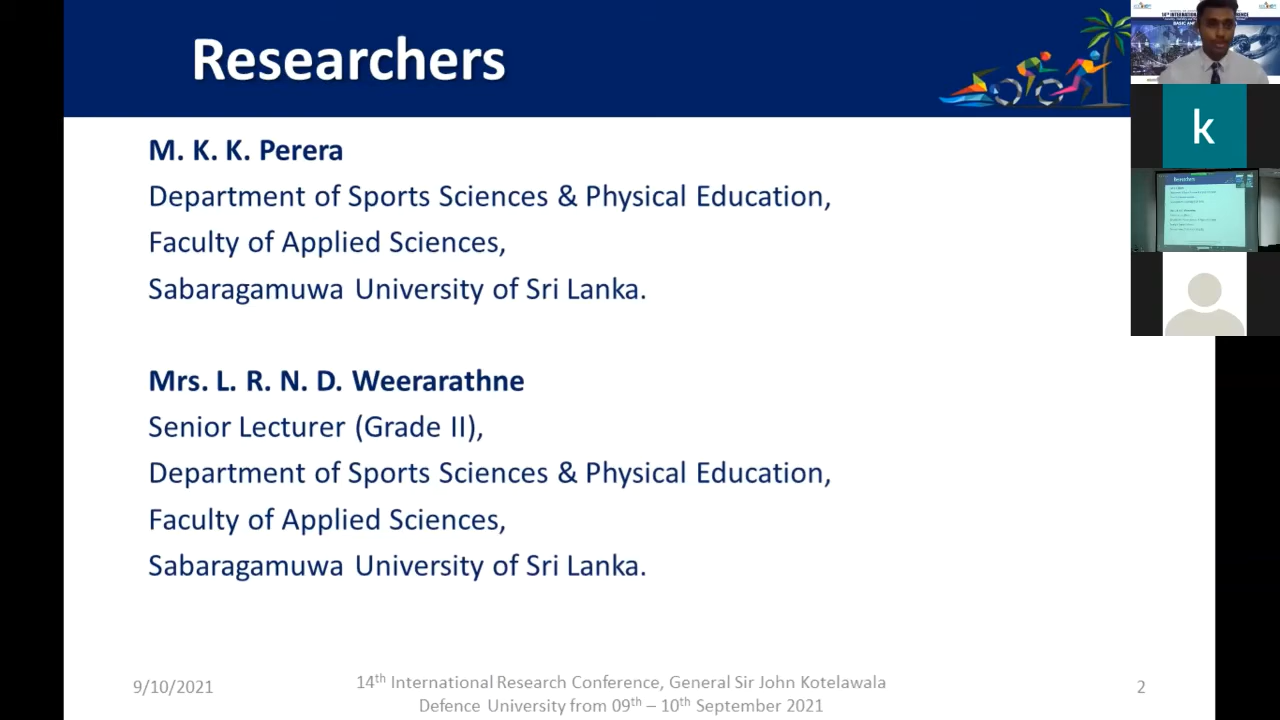 Researchers
M. K. K. Perera
Department of Sports Sciences & Physical Education,
Faculty of Applied Sciences,
Sabaragamuwa University of Sri Lanka.
Mrs. L. R. N. D. Weerarathne
Senior Lecturer (Grade II),
Department of Sports Sciences & Physical Education,
Faculty of Applied Sciences,
Sabaragamuwa University of Sri Lanka.
9/10/2021
14th International Research Conference, General Sir John Kotelawala
Defence University from 09th – 10th September 2021
2
k